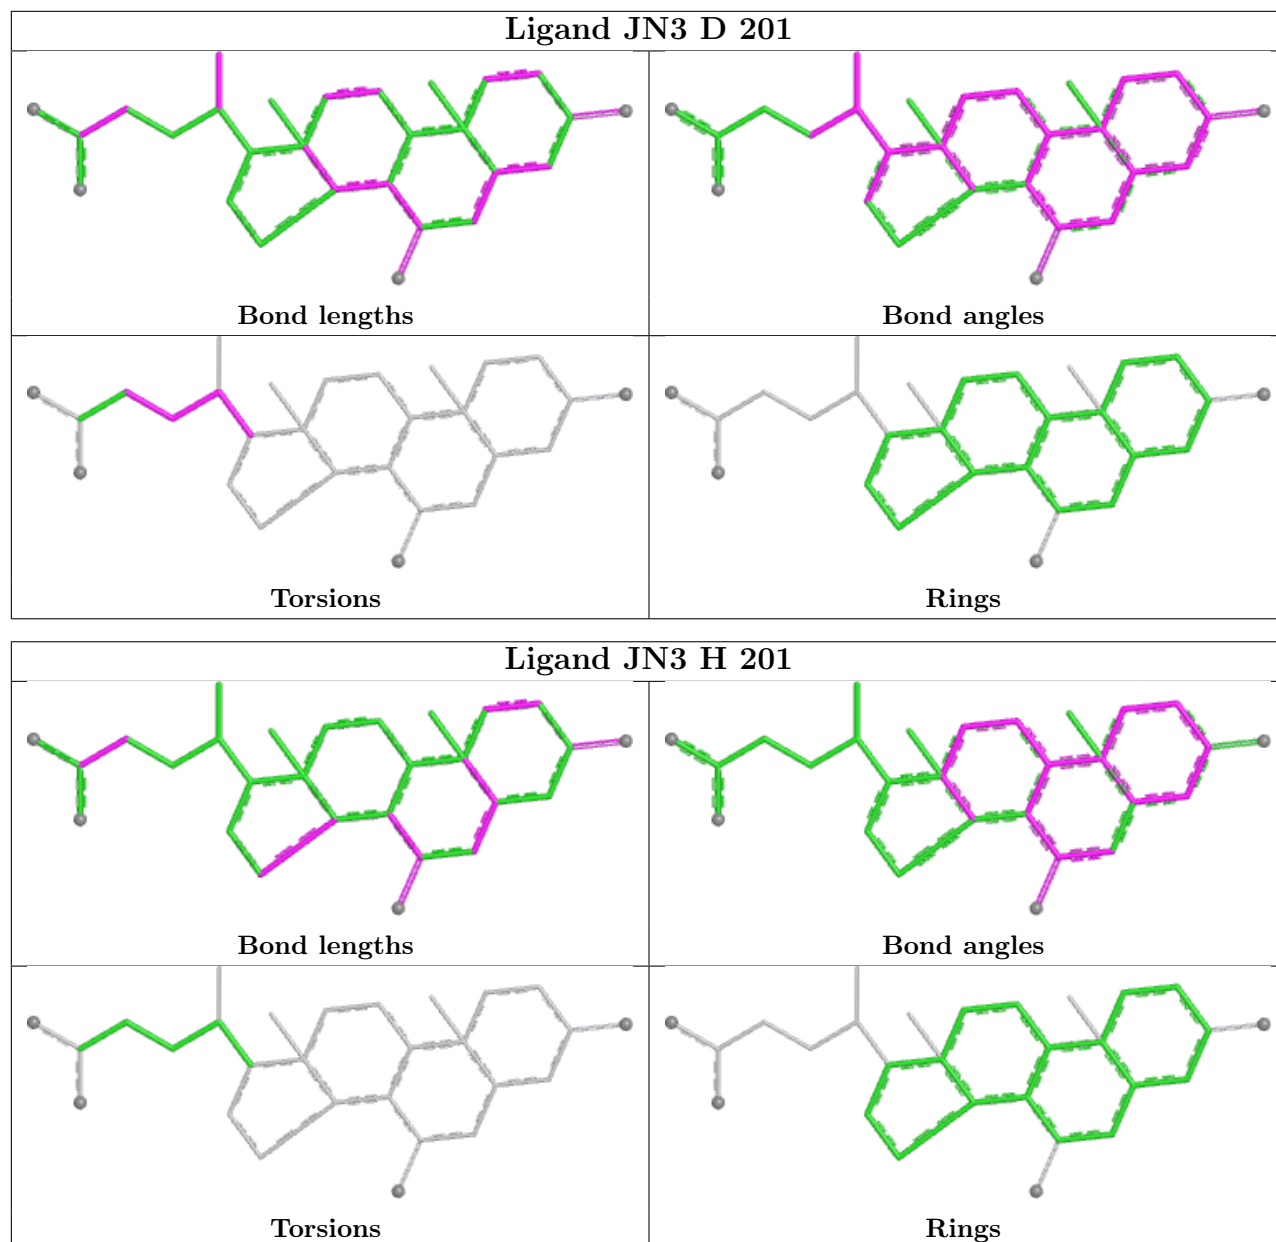 Ligand JN3 D 201
Bond lengths
Bond angles
Torsions
Rings
Ligand JN3 H 201
Bond lengths
Bond angles
Torsions
Rings